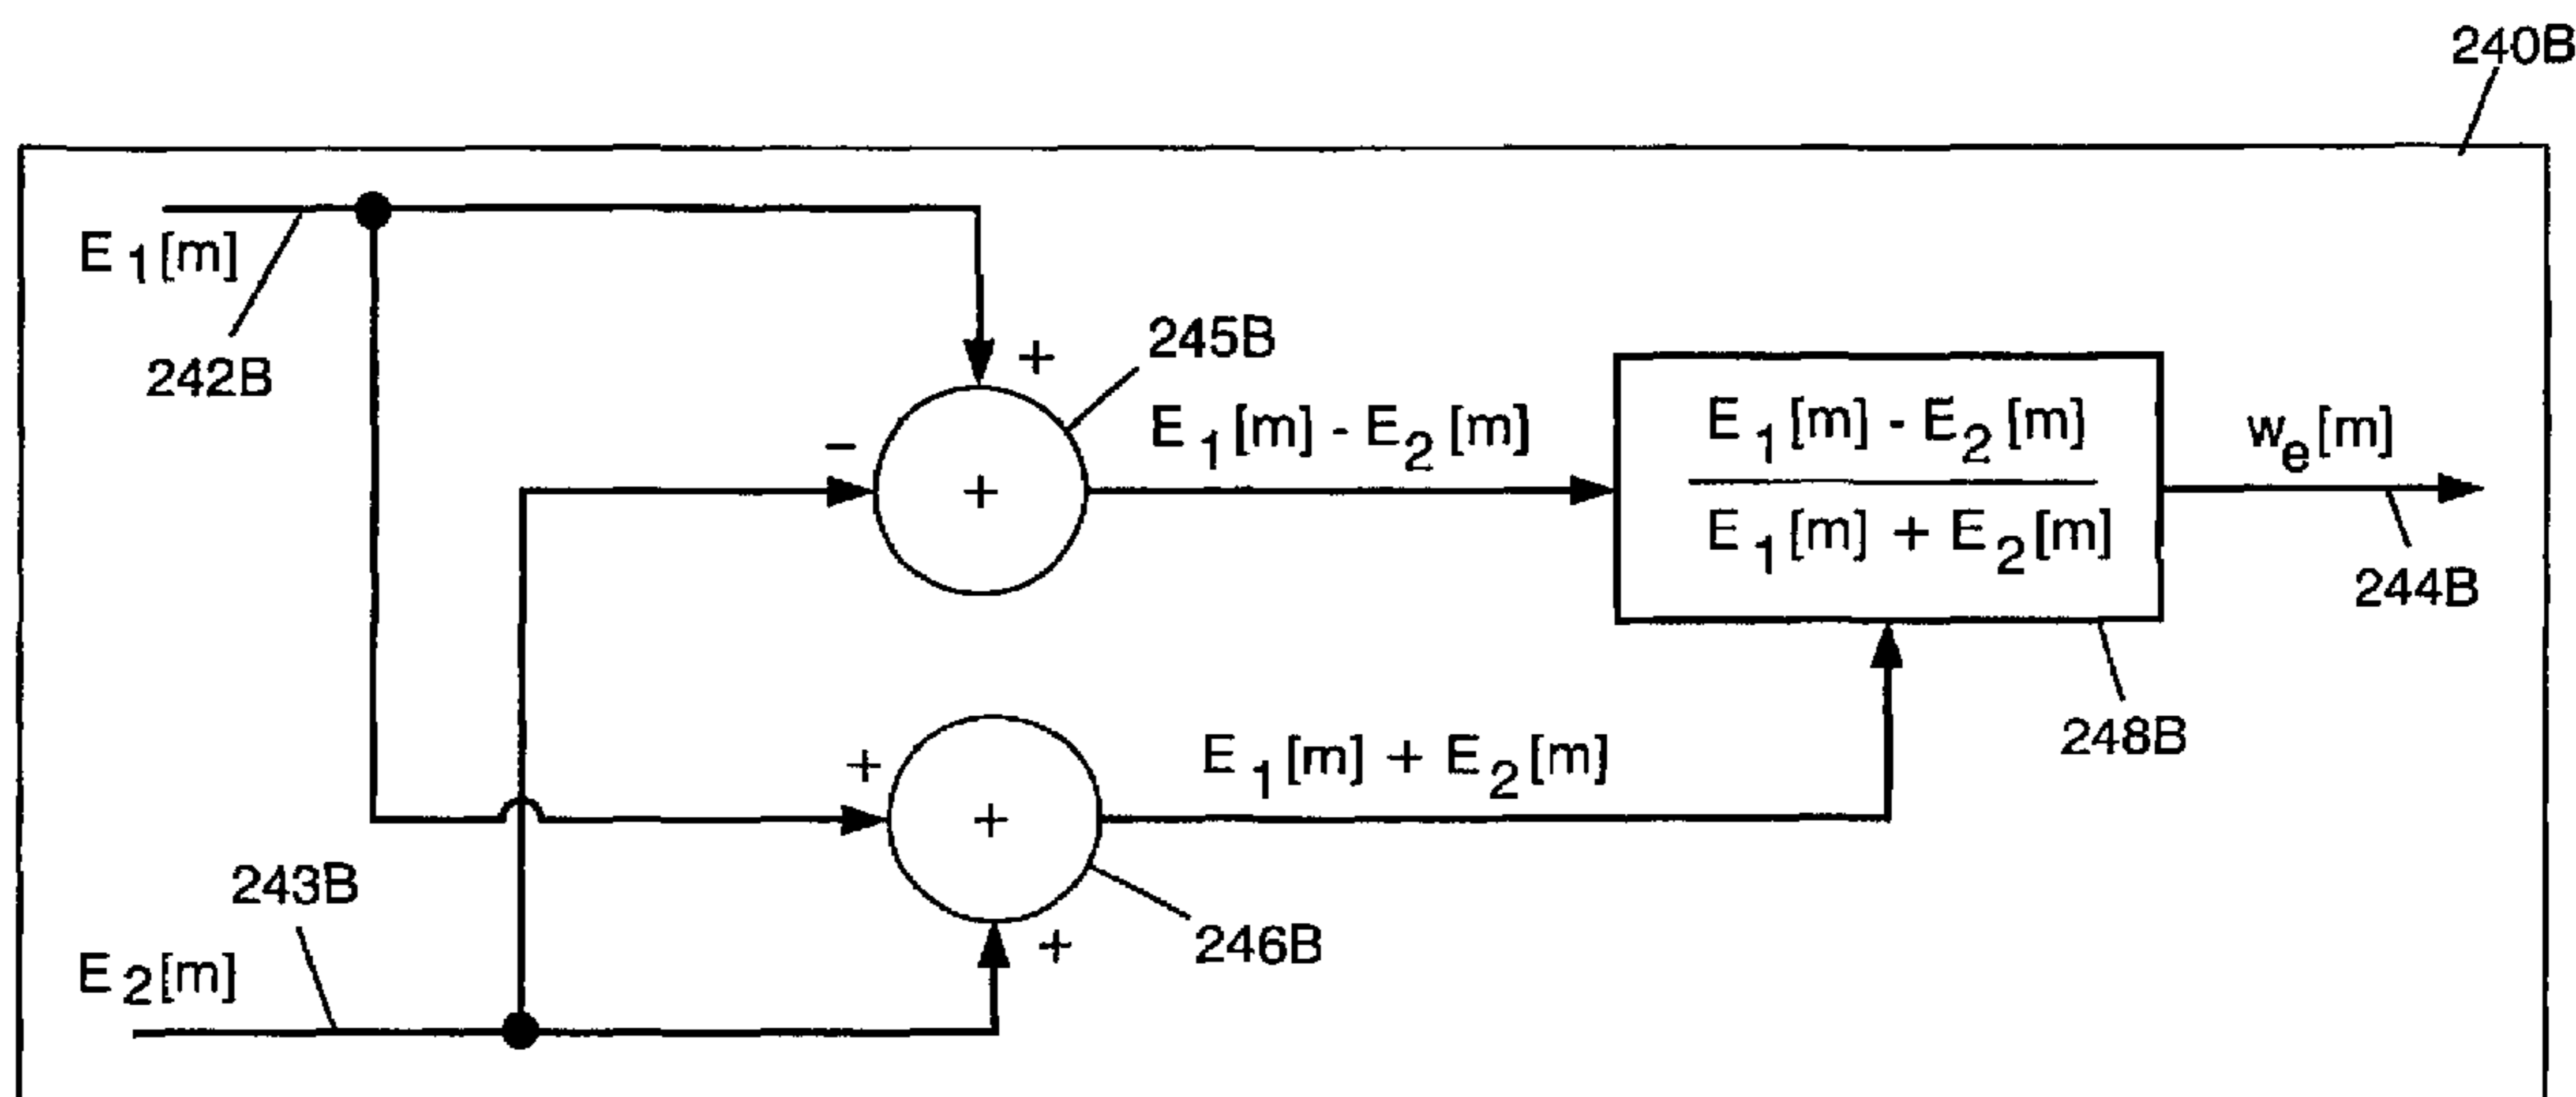 240B
E1[m]
242B
+
245B
−
+
E1[m] - E2[m]
E1[m] - E2[m]
E1[m] + E2[m]
we[m]
244B
248B
+
+
E1[m] + E2[m]
243B
E2[m]
+
246B